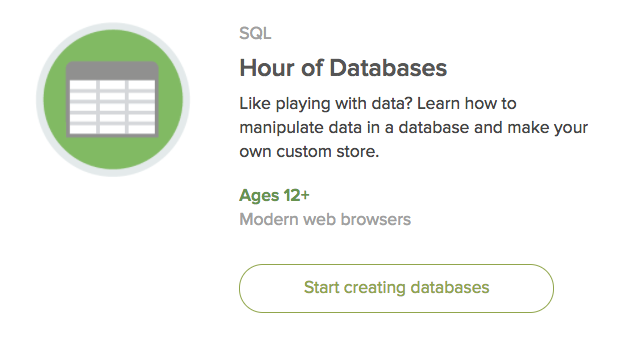 SQL
Hour of Databases
Like playing with data? Learn how to
manipulate data in a database and make your
own custom store.
Ages 12+
Modern web browsers
Start creating databases